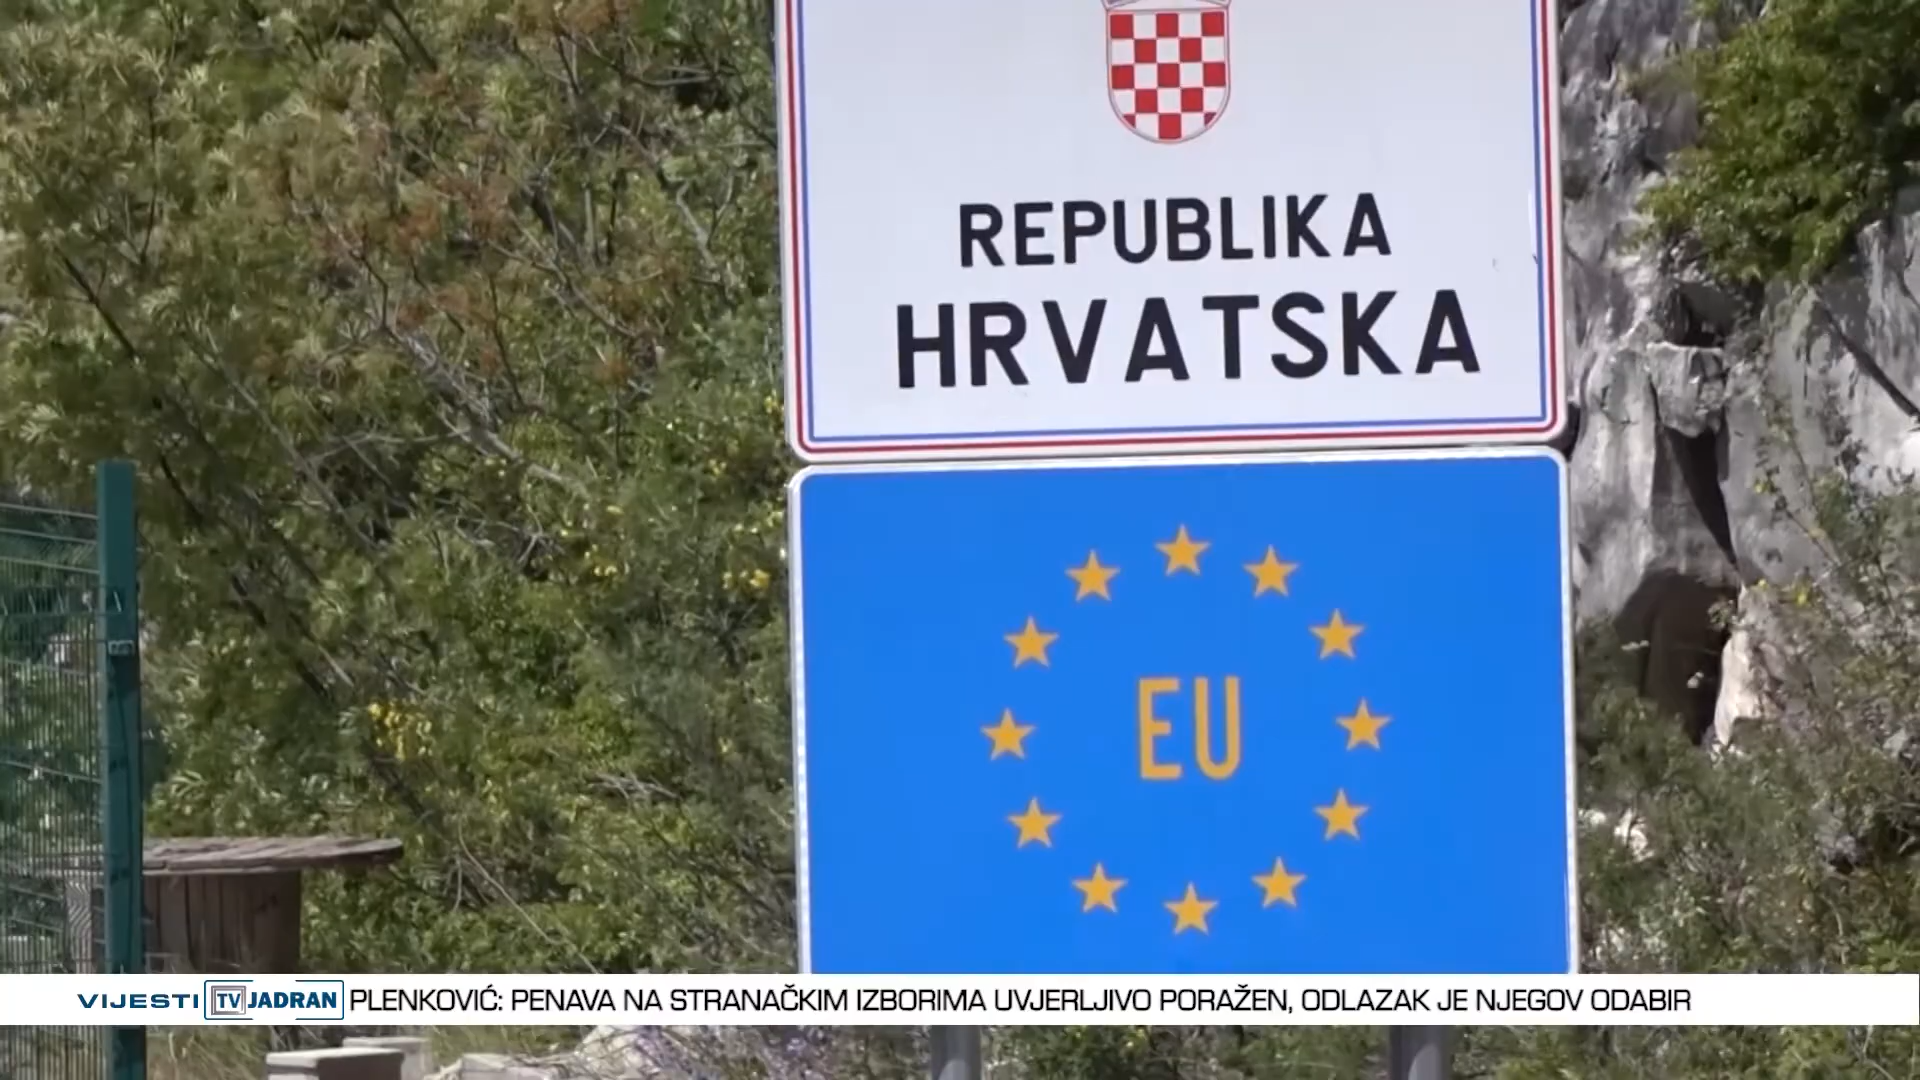 REPUBLIKA
HRVATSKA
EU
VIJESTI TV JADRAN PLENKOVIĆ: PENAVA NA STRANAČKIM IZBORIMA UVJERLJIVO PORAŽEN, ODLAZAK JE NJEGOV ODABIR